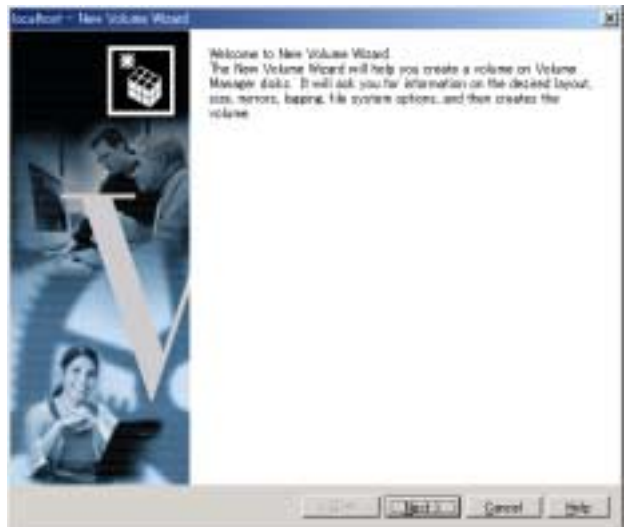 localhost - New Volume Wizard
Welcome to New Volume Wizard.
The New Volume Wizard will help you create a volume on Volume
Manager disks. It will ask you for information on the desired layout,
size, mirrors, logging, file system options, and then creates the
volume.
V
Next >
Cancel
Help